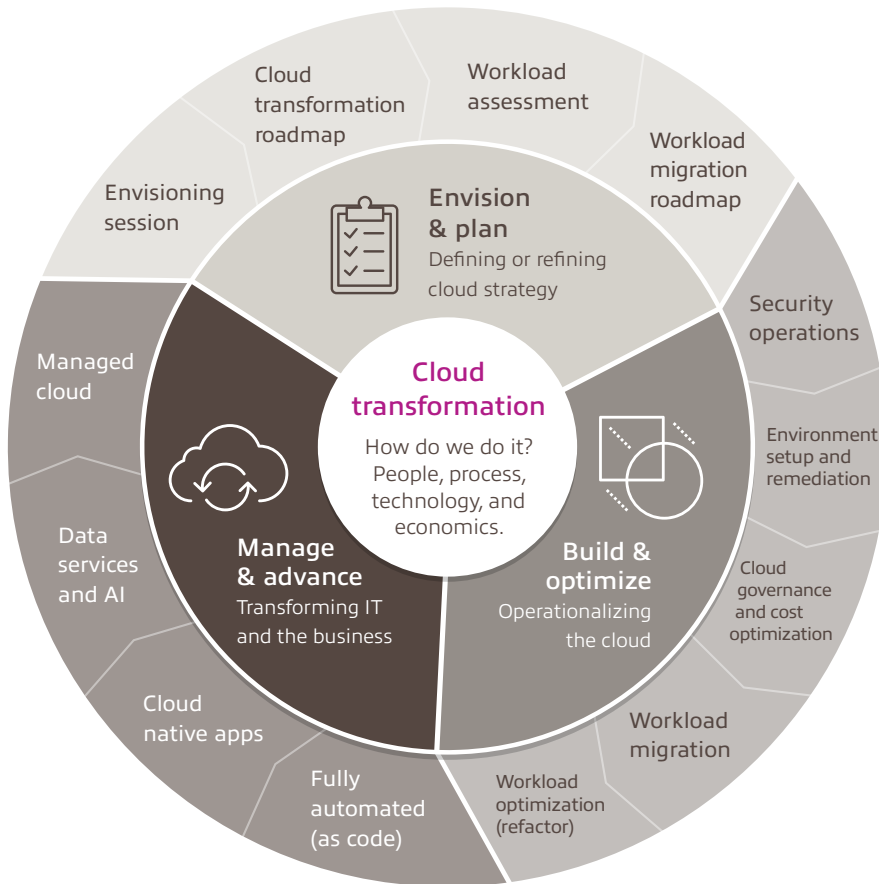 Cloud
transformation
roadmap
Workload
assessment
Workload
migration
roadmap
Envisioning
session
Envision
& plan
Defining or refining
cloud strategy
Security
operations
Environment
setup and
remediation
Cloud
governance
and cost
optimization
Workload
migration
Workload
optimization
(refactor)
Build &
optimize
Operationalizing
the cloud
Cloud
transformation
How do we do it?
People, process,
technology, and
economics.
Manage
& advance
Transforming IT
and the business
Managed
cloud
Data
services
and AI
Cloud
native apps
Fully
automated
(as code)